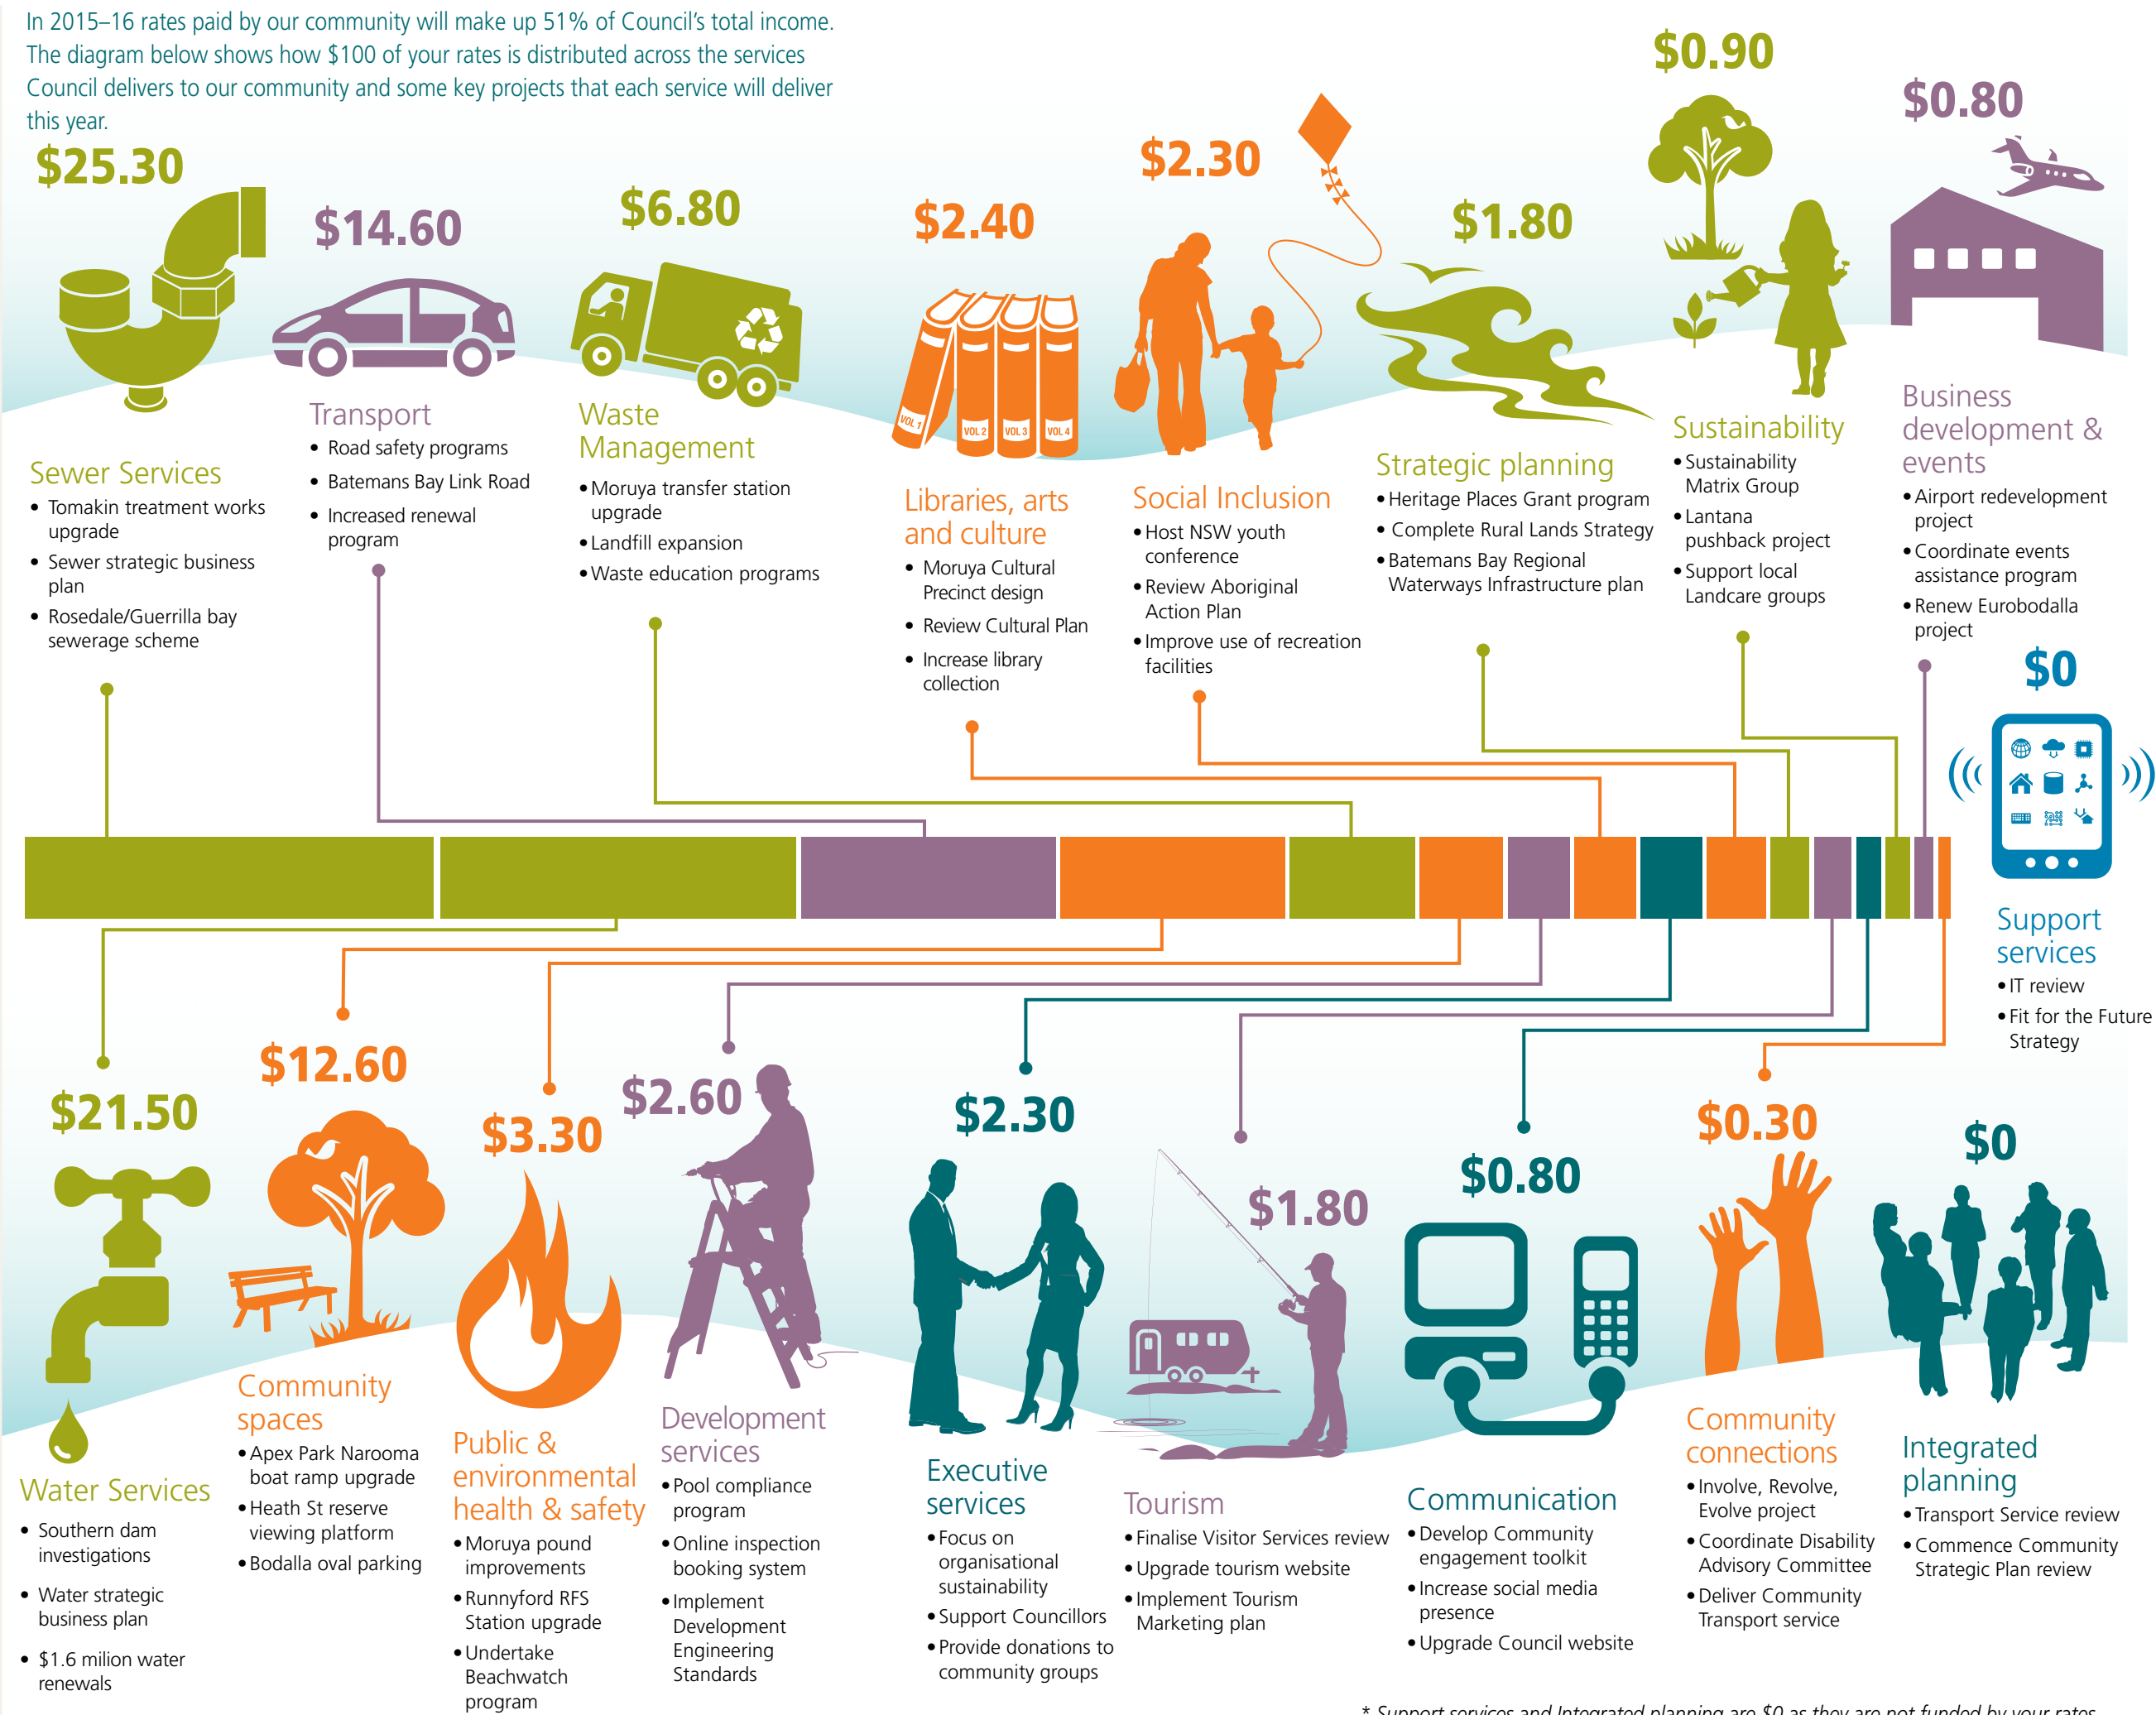 In 2015–16 rates paid by our community will make up 51% of Council's total income.
The diagram below shows how $100 of your rates is distributed across the services
Council delivers to our community and some key projects that each service will deliver
this year.
$25.30
Sewer Services
• Tomakin treatment works
upgrade
• Sewer strategic business
plan
• Rosedale/Guerrilla bay
sewerage scheme
$14.60
Transport
• Road safety programs
• Batemans Bay Link Road
• Increased renewal
program
$6.80
Waste
Management
• Moruya transfer station
upgrade
• Landfill expansion
• Waste education programs
$2.40
VOL 1
VOL 2
VOL 3
VOL 4
Libraries, arts
and culture
• Moruya Cultural
Precinct design
• Review Cultural Plan
• Increase library
collection
$2.30
Social Inclusion
• Host NSW youth
conference
• Review Aboriginal
Action Plan
• Improve use of recreation
facilities
$1.80
Strategic planning
• Heritage Places Grant program
• Complete Rural Lands Strategy
• Batemans Bay Regional
Waterways Infrastructure plan
$0.90
Sustainability
• Sustainability
Matrix Group
• Lantana
pushback project
• Support local
Landcare groups
$0.80
Business
development &
events
• Airport redevelopment
project
• Coordinate events
assistance program
• Renew Eurobodalla
project
$0
Support
services
• IT review
• Fit for the Future
Strategy
$21.50
Water Services
• Southern dam
investigations
• Water strategic
business plan
• $1.6 milion water
renewals
$12.60
Community
spaces
• Apex Park Narooma
boat ramp upgrade
• Heath St reserve
viewing platform
• Bodalla oval parking
$3.30
Public &
environmental
health & safety
• Moruya pound
improvements
• Runnyford RFS
Station upgrade
• Undertake
Beachwatch
program
$2.60
Development
services
• Pool compliance
program
• Online inspection
booking system
• Implement
Development
Engineering
Standards
$2.30
Executive
services
• Focus on
organisational
sustainability
• Support Councillors
• Provide donations to
community groups
$1.80
Tourism
• Finalise Visitor Services review
• Upgrade tourism website
• Implement Tourism
Marketing plan
$0.80
Communication
• Develop Community
engagement toolkit
• Increase social media
presence
• Upgrade Council website
$0.30
Community
connections
• Involve, Revolve,
Evolve project
• Coordinate Disability
Advisory Committee
• Deliver Community
Transport service
$0
Integrated
planning
• Transport Service review
• Commence Community
Strategic Plan review
* Support services and Integrated planning are $0 as they are not funded by your rates